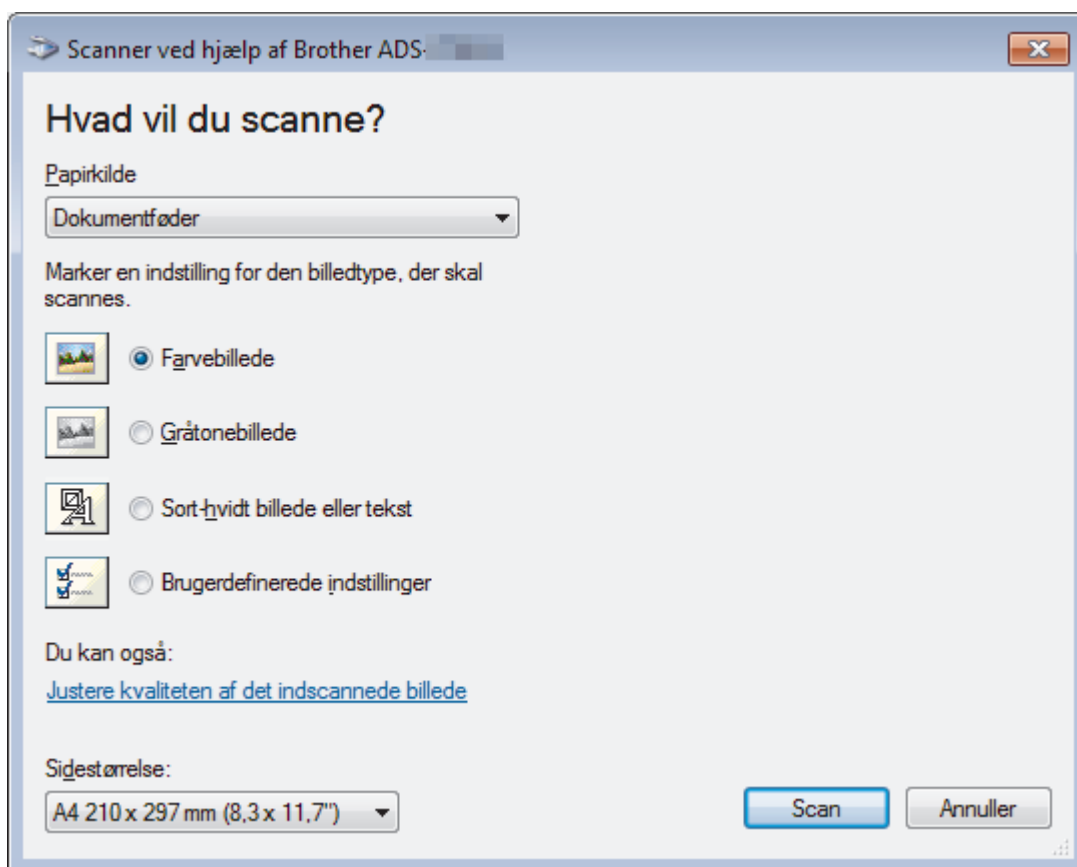 Scanner ved hjælp af Brother ADS-
Hvad vil du scanne?
Papirkilde
Dokumentføder
Marker en indstilling for den billedtype, der skal
scannes.
Farvebillede
Gråtonebillede
Sort-hvidt billede eller tekst
Brugerdefinerede indstillinger
Du kan også:
Justere kvaliteten af det indscannede billede
Sidestørrelse:
A4 210 x 297 mm (8,3 x 11,7")
Scan
Annuller